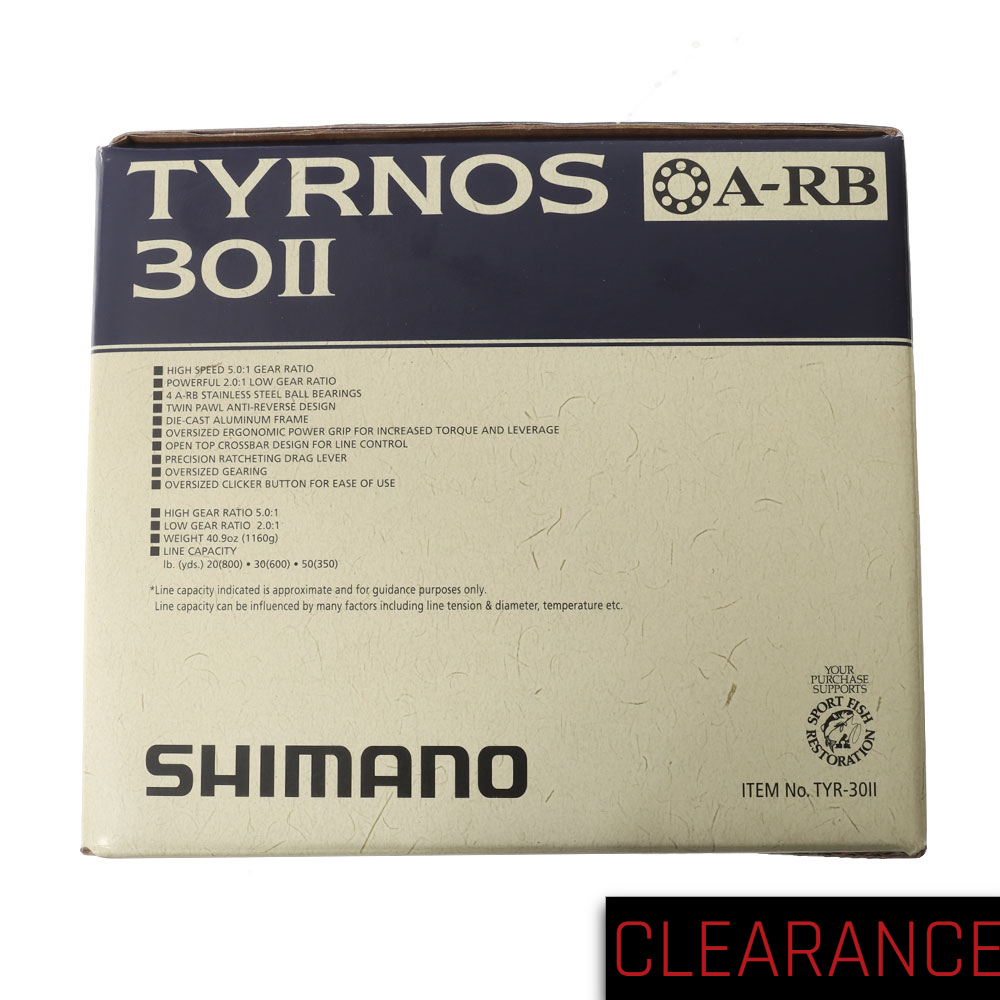 TYRNOS A-RB
30II
■ HIGH SPEED 5.0:1 GEAR RATIO
■ POWERFUL 2.0:1 LOW GEAR RATIO
■ 4 A-RB STAINLESS STEEL BALL BEARINGS
■ TWIN PAWL ANTI-REVERSE DESIGN
■ DIE-CAST ALUMINUM FRAME
■ OVERSIZED ERGONOMIC POWER GRIP FOR INCREASED TORQUE AND LEVERAGE
■ OPEN TOP CROSSBAR DESIGN FOR LINE CONTROL
■ PRECISION RATCHETING DRAG LEVER
■ OVERSIZED GEARING
■ OVERSIZED CLICKER BUTTON FOR EASE OF USE
■ HIGH GEAR RATIO 5.0:1
■ LOW GEAR RATIO 2.0:1
■ WEIGHT 40.9oz (1160g)
■ LINE CAPACITY
lb. (yds.) 20(800) • 30(600) • 50(350)
*Line capacity indicated is approximate and for guidance purposes only.
Line capacity can be influenced by many factors including line tension & diameter, temperature etc.
YOUR
PURCHASE
SUPPORTS
SPORT FISH
RESTORATION
SHIMANO
ITEM No. TYR-30II
CLEARANCE